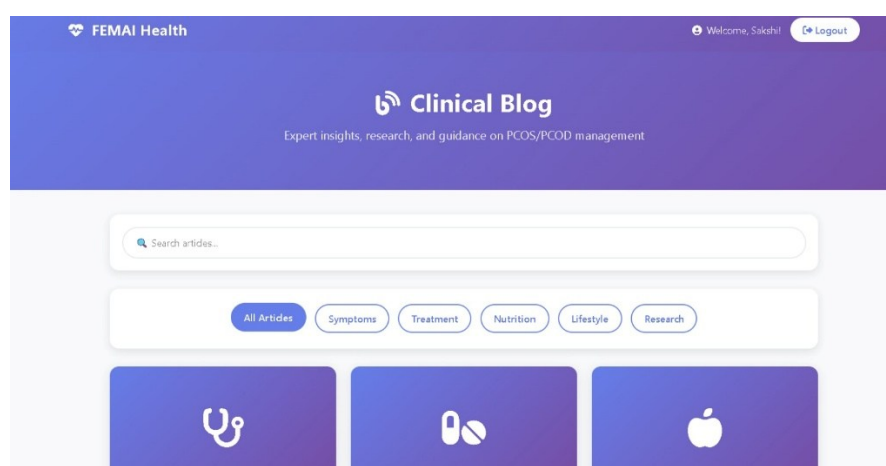 FEMAI Health
Welcome, Sakshi! Logout
Clinical Blog
Expert insights, research, and guidance on PCOS/PCOD management
Search articles...
All Articles Symptoms Treatment Nutrition Lifestyle Research